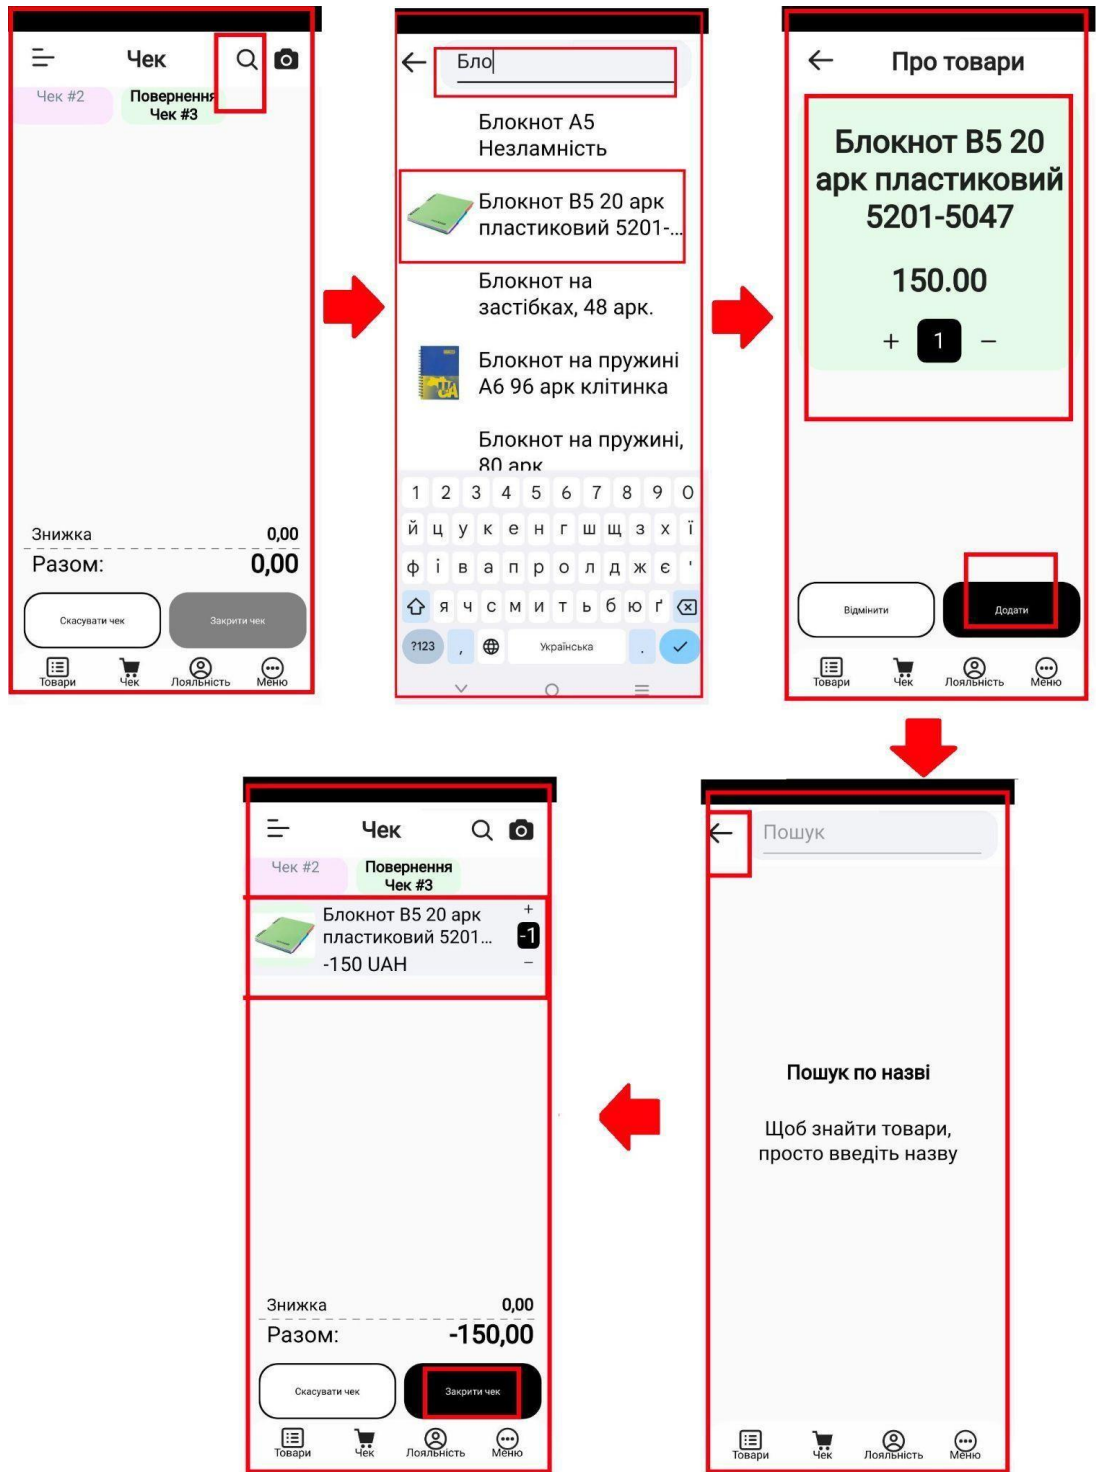 Чек
Чек #2
Повернення
Чек #3
Знижка 0,00
Разом: 0,00
Скасувати чек
Закрити чек
Товари
Чек
Лояльність
Меню
Бло
Блокнот А5
Незламність
Блокнот В5 20 арк
пластиковий 5201-...
Блокнот на
застібках, 48 арк.
Блокнот на пружині
А6 96 арк клітинка
Блокнот на пружині,
80 арк
1 2 3 4 5 6 7 8 9 0
й ц у к е н г ш щ з х ї
ф і в а п р о л д ж є '
я ч с м и т ь б ю ґ
?123 , Українська .
Про товари
Блокнот В5 20
арк пластиковий
5201-5047
150.00
+ 1 −
Відмінити
Додати
Товари
Чек
Лояльність
Меню
Пошук
Пошук по назві
Щоб знайти товари,
просто введіть назву
Товари
Чек
Лояльність
Меню
Чек
Чек #2
Повернення
Чек #3
Блокнот В5 20 арк
пластиковий 5201...
-150 UAH
+
-1
−
Знижка 0,00
Разом: -150,00
Скасувати чек
Закрити чек
Товари
Чек
Лояльність
Меню